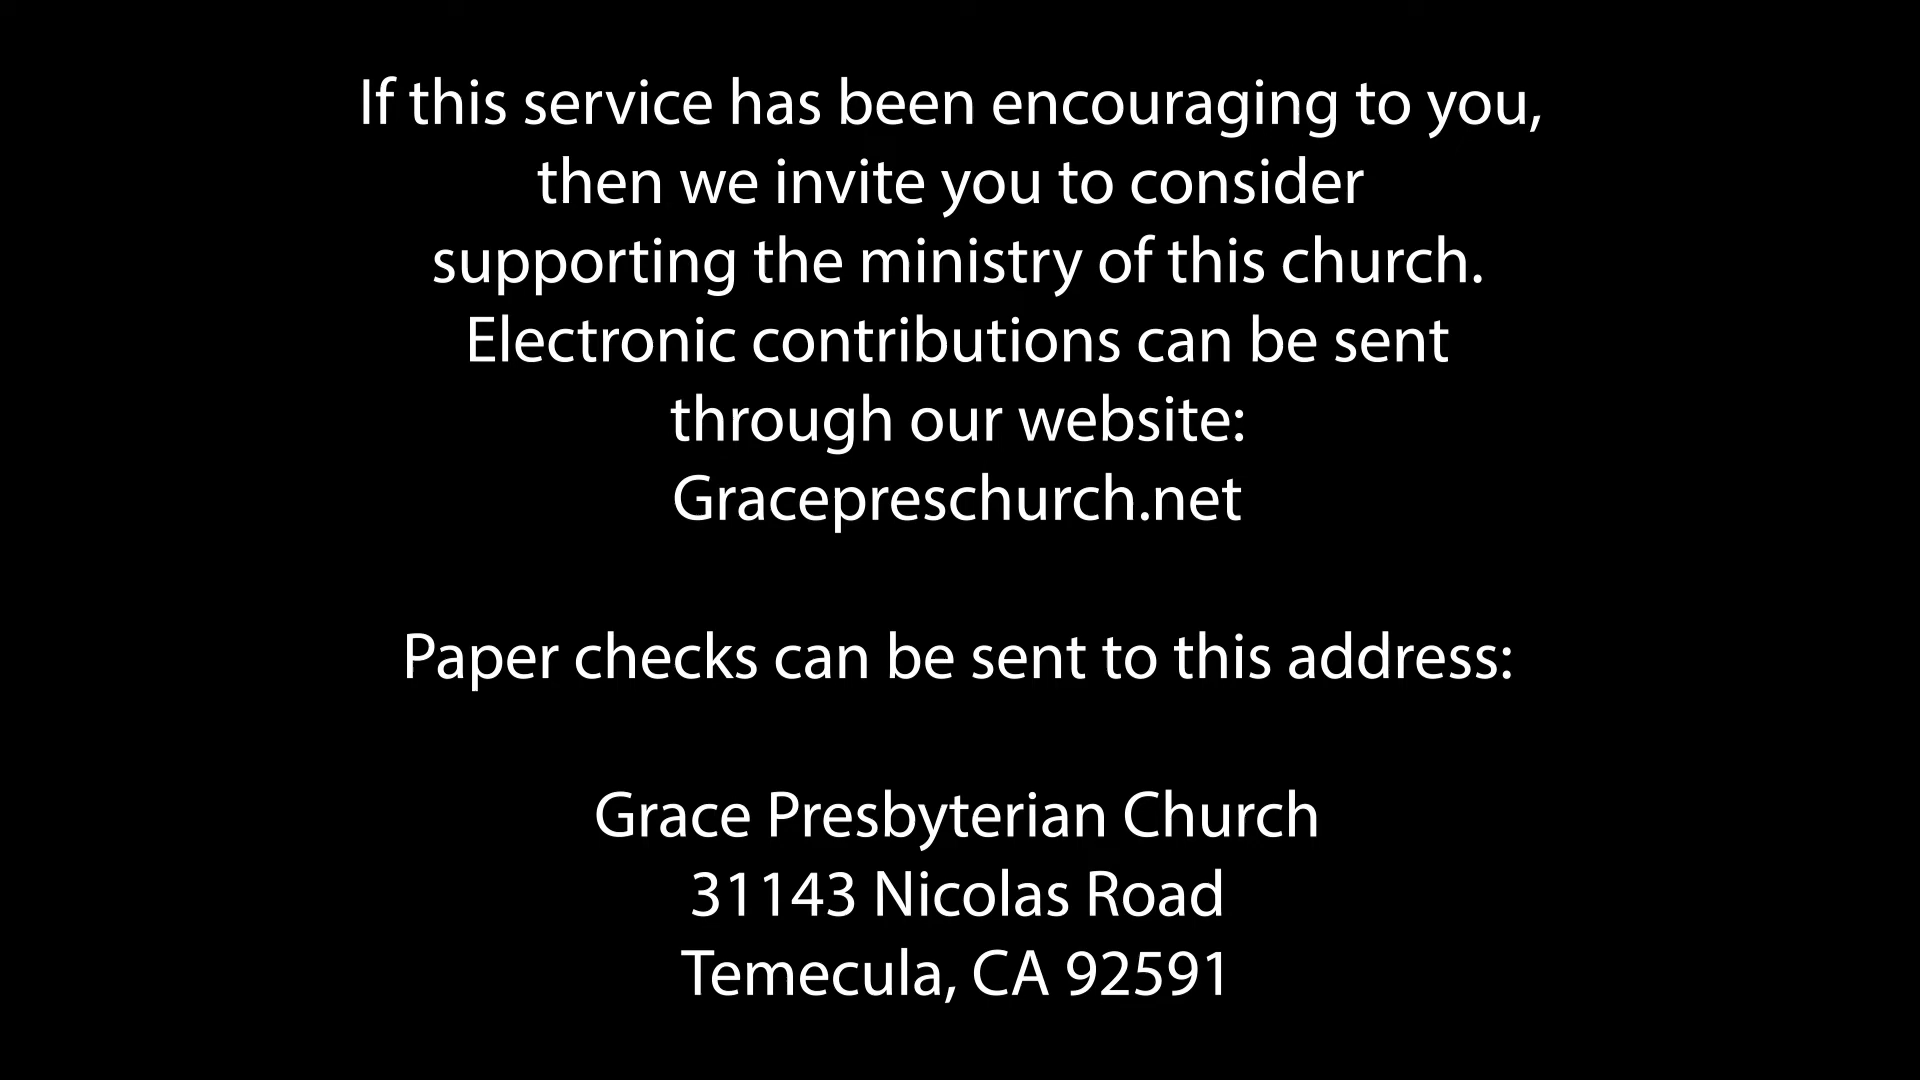 If this service has been encouraging to you,
then we invite you to consider
supporting the ministry of this church.
Electronic contributions can be sent
through our website:
Gracepreschurch.net
Paper checks can be sent to this address:
Grace Presbyterian Church
31143 Nicolas Road
Temecula, CA 92591